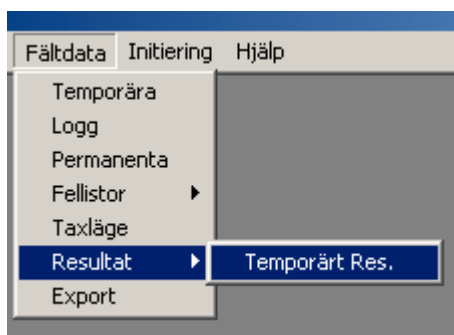 Fältdata Initiering Hjälp
Temporära
Logg
Permanenta
Fellistor
Taxläge
Resultat Temporärt Res.
Export